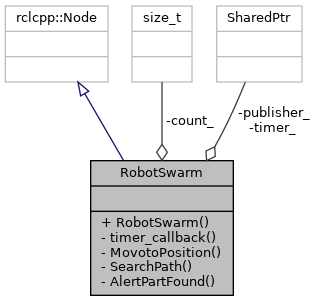 rclcpp::Node
size_t
SharedPtr
-count_
-publisher_
-timer_
RobotSwarm
+ RobotSwarm()
- timer_callback()
- MovotoPosition()
- SearchPath()
- AlertPartFound()